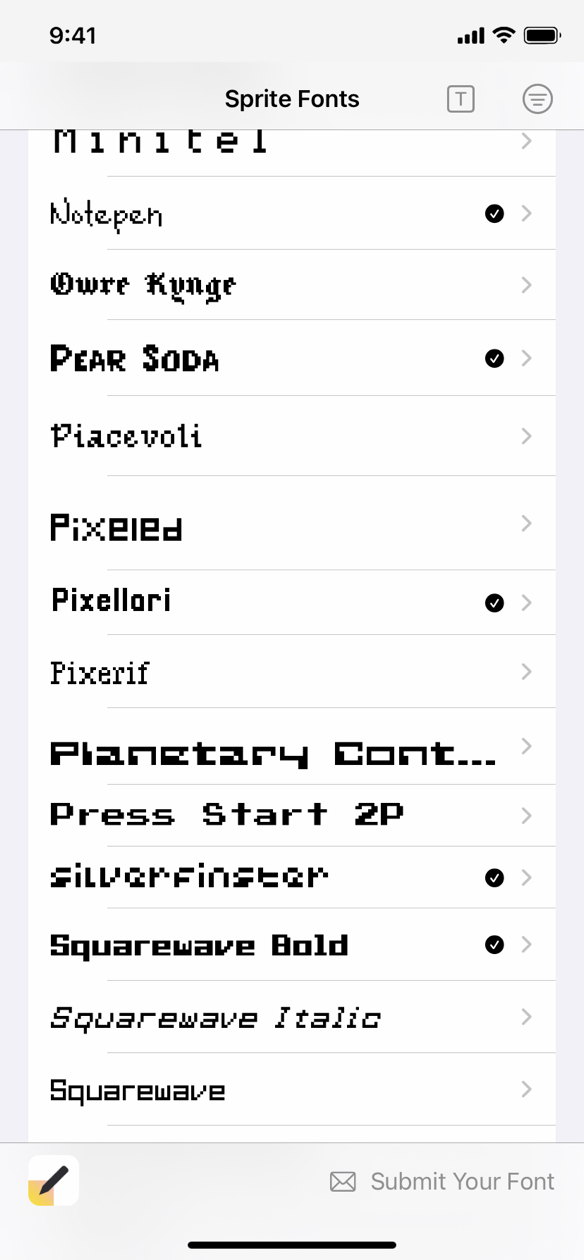 9:41
Sprite Fonts
T
Minitel
Notepen
Owre Kynge
PEAR SODA
Piacevoli
Pixeled
Pixellari
Pixerif
Planetary Cont...
Press Start 2P
silverfinster
Squarewave Bold
Squarewave Italic
Squarewave
Submit Your Font